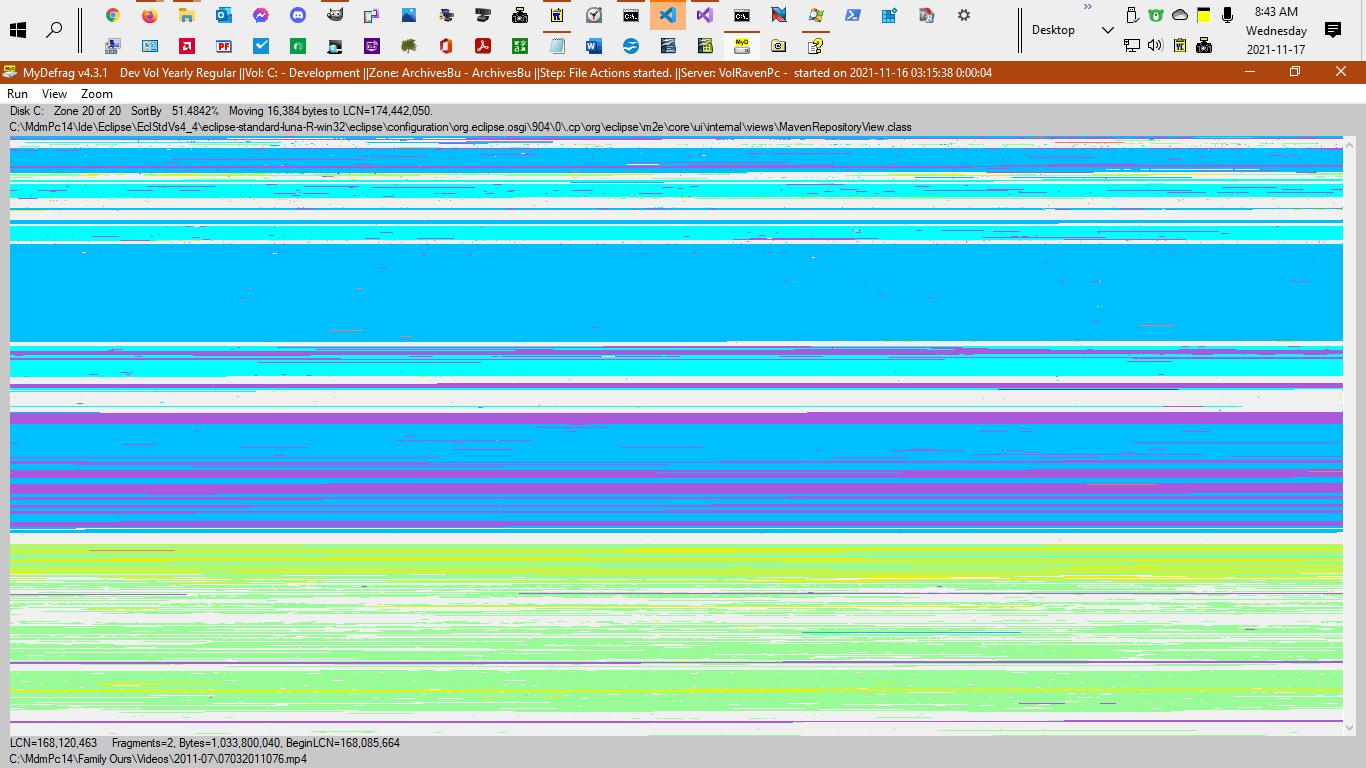 8:43 AM
Desktop
Wednesday
2021-11-17
MyDefrag v4.3.1 Dev Vol Yearly Regular ||Vol: C: - Development ||Zone: ArchivesBu - ArchivesBu ||Step: File Actions started. ||Server: VolRavenPc - started on 2021-11-16 03:15:38 0:00:04
Run View Zoom
Disk C: Zone 20 of 20 SortBy 51.4842% Moving 16,384 bytes to LCN=174,442,050.
C:\MdmPc14\Ide\Eclipse\EclStdVs4_4\eclipse-standard-luna-R-win32\eclipse\configuration\org.eclipse.osgi\904\0\.cp\org\eclipse\m2e\core\ui\internal\views\MavenRepositoryView.class
LCN=168,120,463 Fragments=2, Bytes=1,033,800,040, BeginLCN=168,085,664
C:\MdmPc14\Family Ours\Videos\2011-07\07032011076.mp4